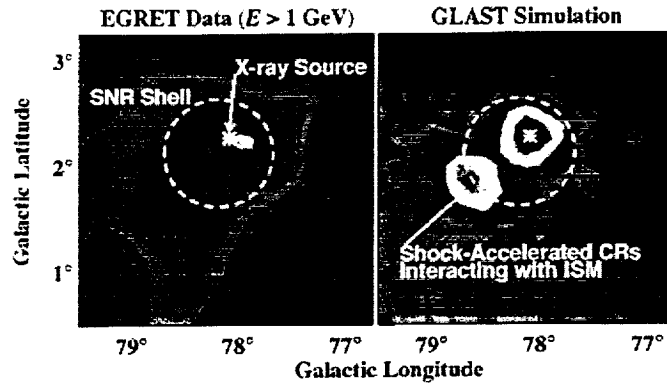 EGRET Data (E > 1 GeV)
GLAST Simulation
3°
2°
1°
Galactic Latitude
X-ray Source
SNR Shell
Shock-Accelerated CRs
Interacting with ISM
79°
78°
77°
79°
78°
77°
Galactic Longitude